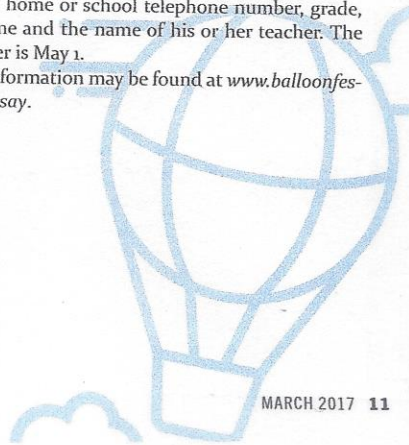 home or school telephone number, grade,
ne and the name of his or her teacher. The
er is May 1.
formation may be found at www.balloonfes-
say.
MARCH 2017 11